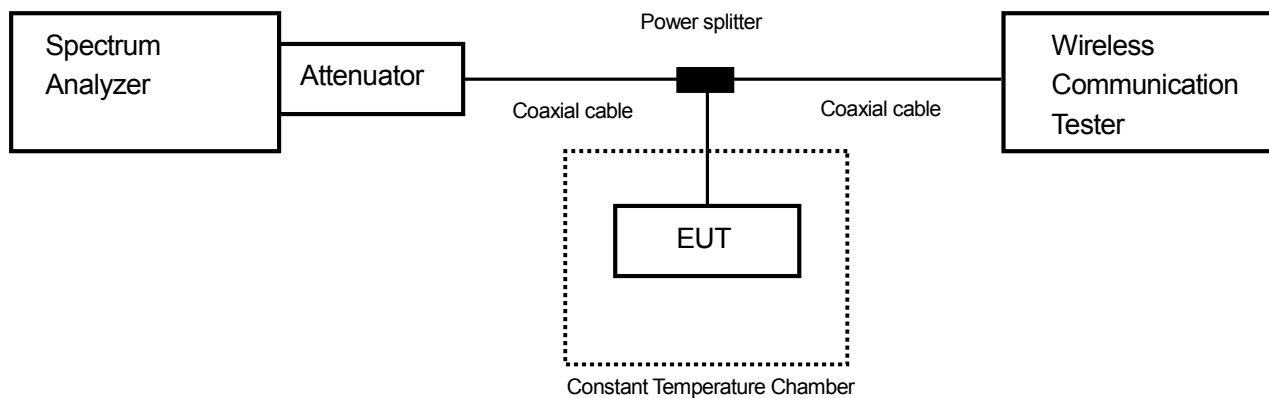 Power splitter
Spectrum
Analyzer
Attenuator
Wireless
Communication
Tester
Coaxial cable
Coaxial cable
EUT
Constant Temperature Chamber